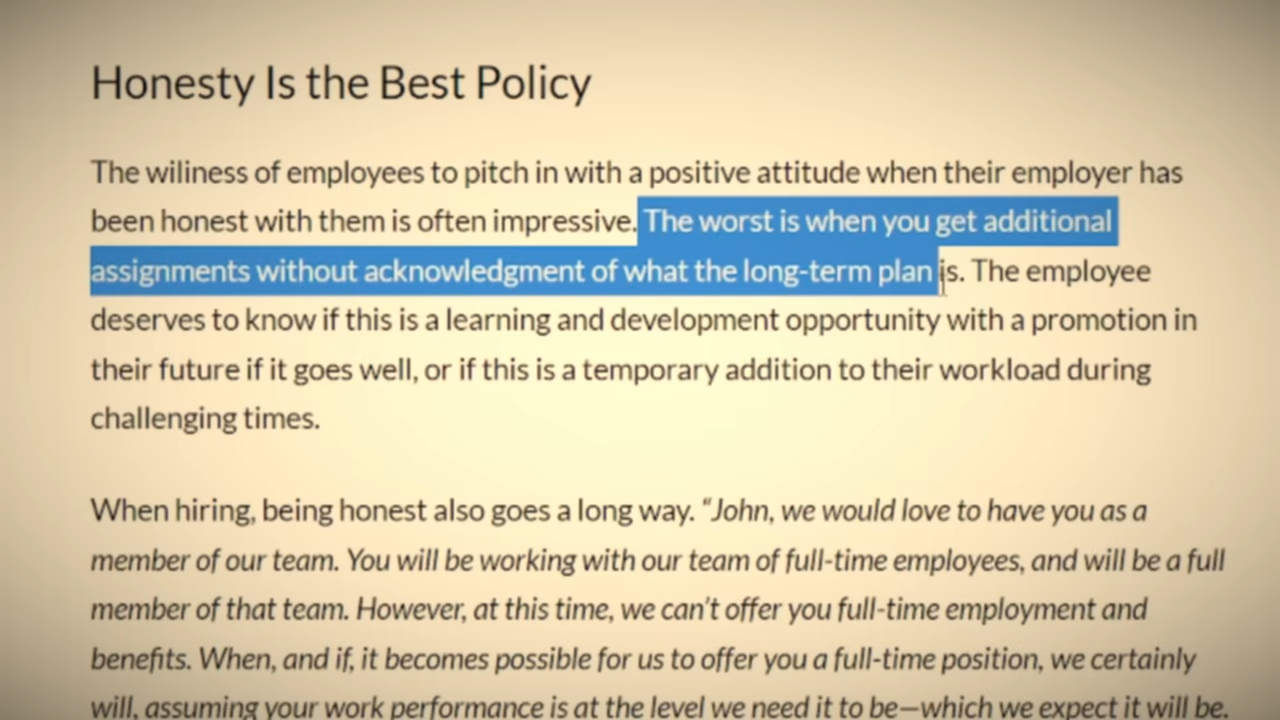 Honesty Is the Best Policy
The wiliness of employees to pitch in with a positive attitude when their employer has
been honest with them is often impressive. The worst is when you get additional
assignments without acknowledgment of what the long-term plan is. The employee
deserves to know if this is a learning and development opportunity with a promotion in
their future if it goes well, or if this is a temporary addition to their workload during
challenging times.
When hiring, being honest also goes a long way. “John, we would love to have you as a
member of our team. You will be working with our team of full-time employees, and will be a full
member of that team. However, at this time, we can’t offer you full-time employment and
benefits. When, and if, it becomes possible for us to offer you a full-time position, we certainly
will, assuming your work performance is at the level we need it to be—which we expect it will be.